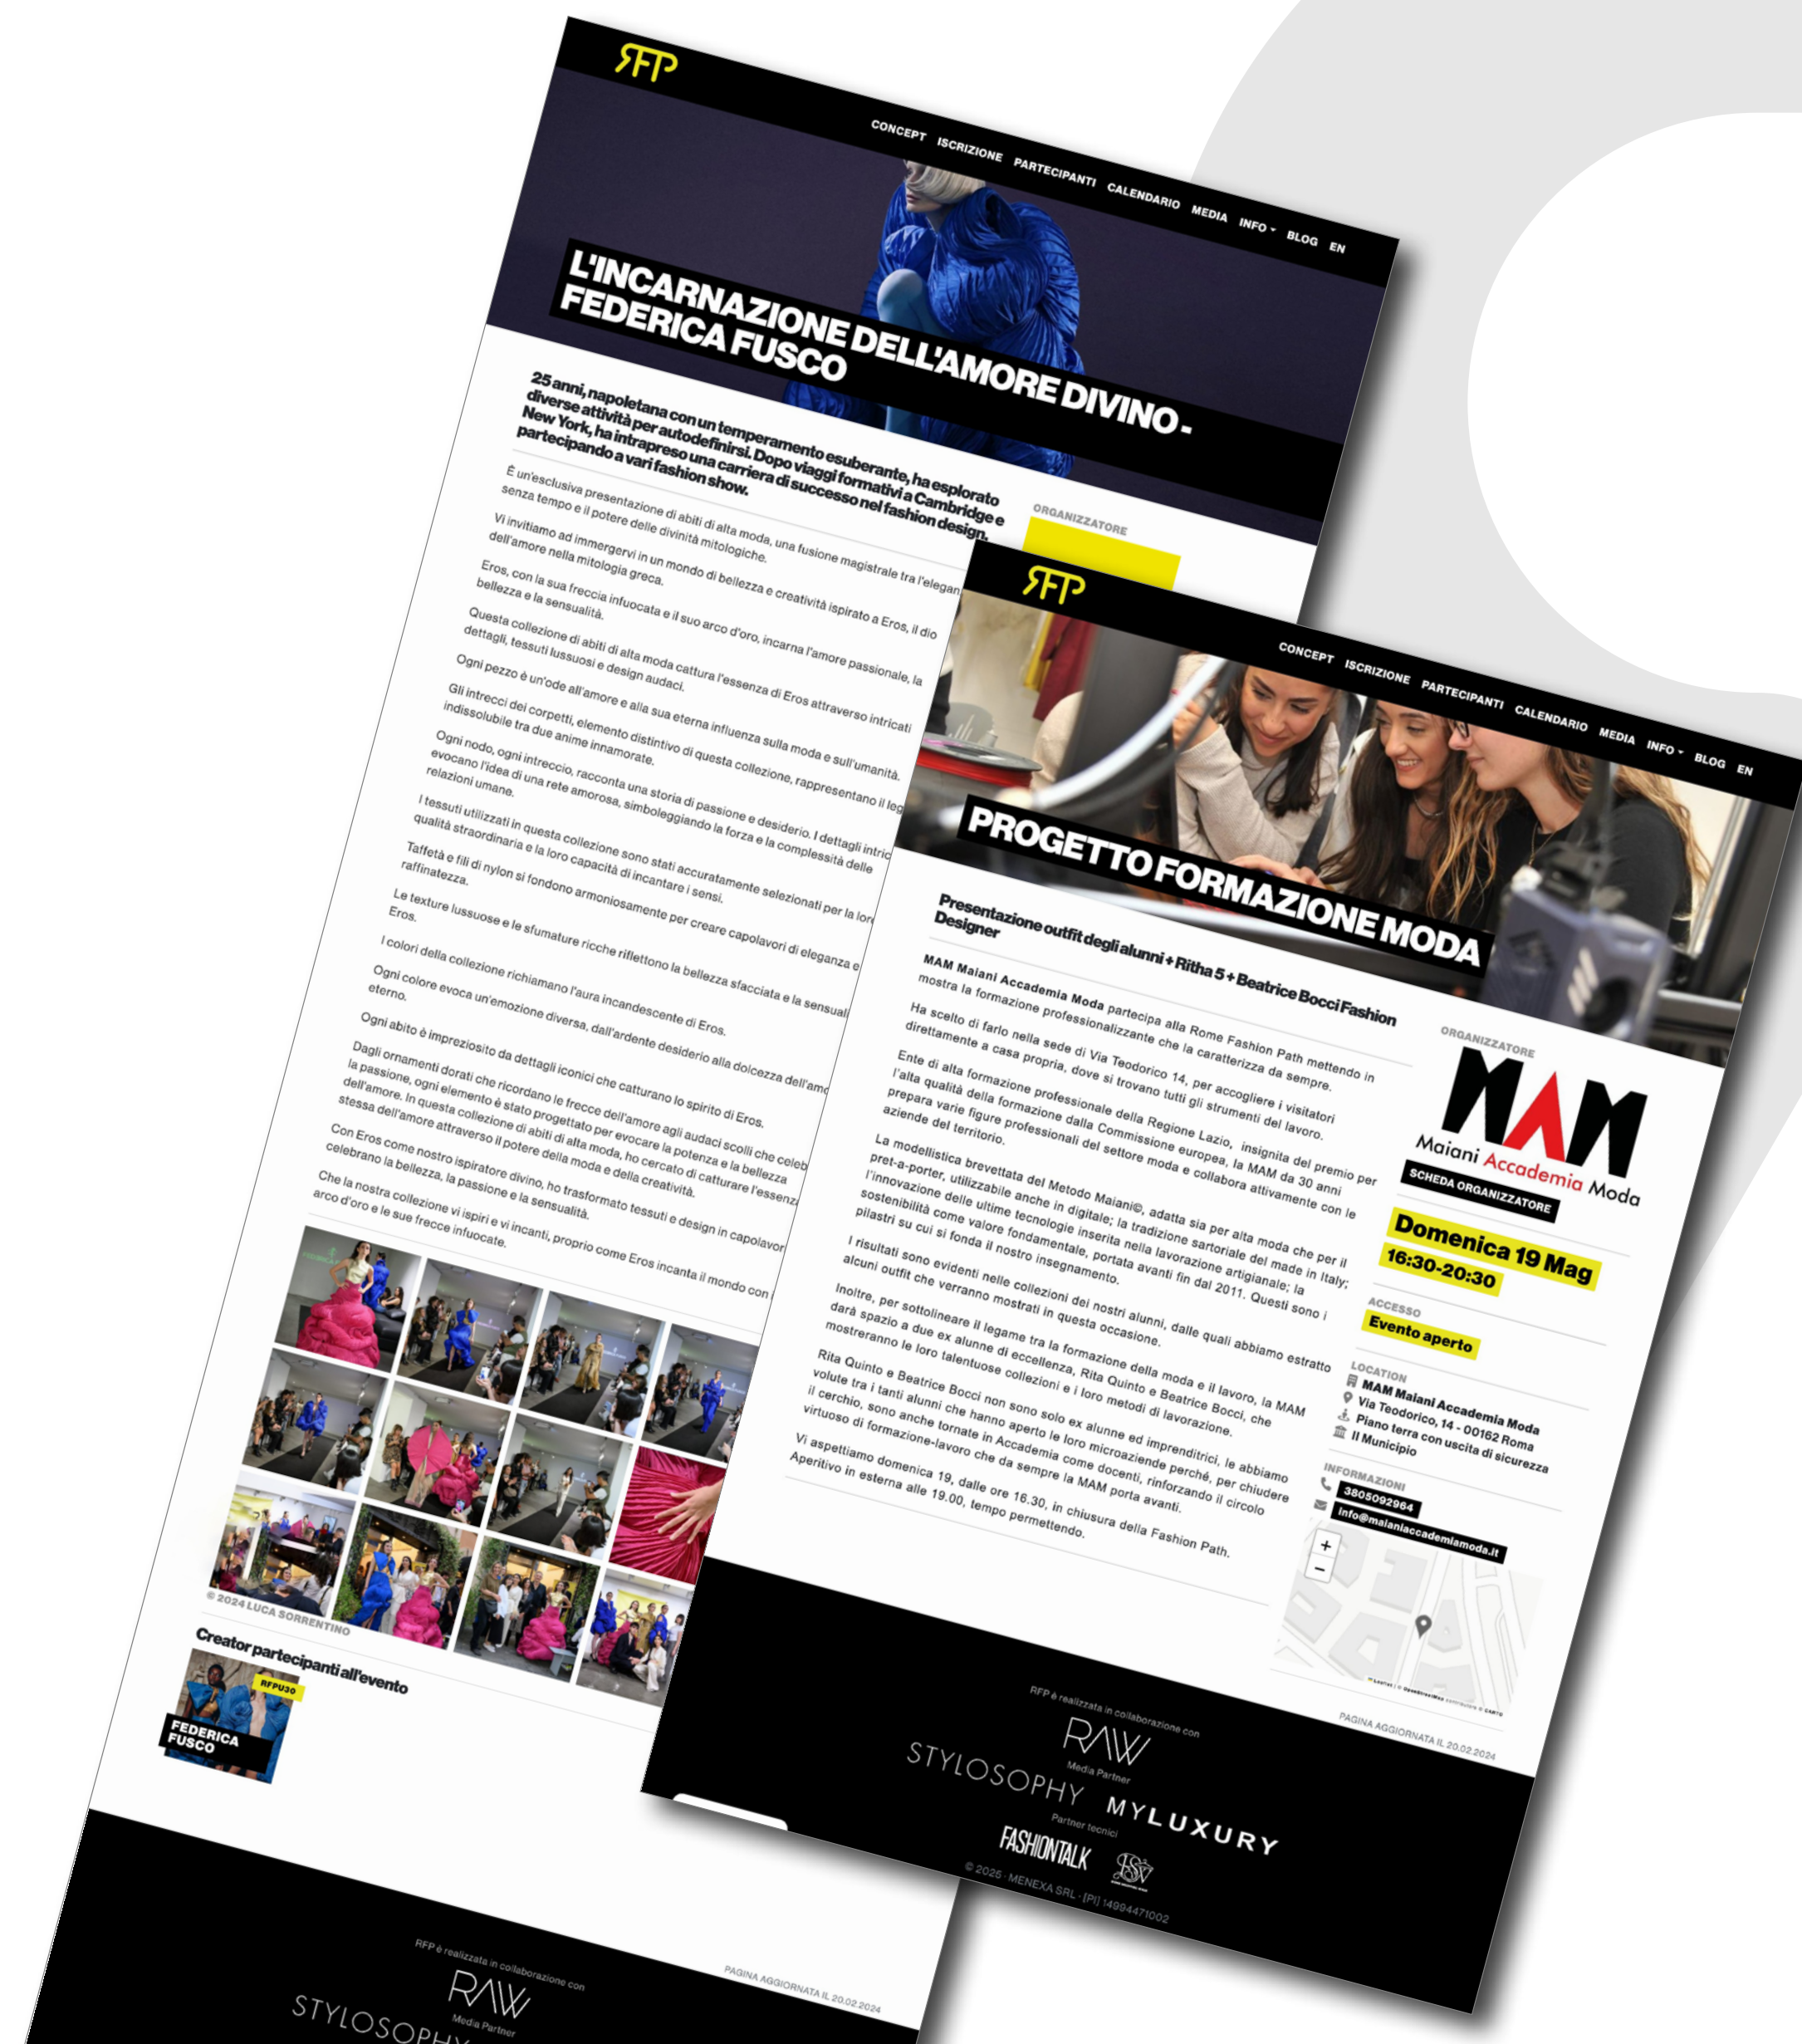 RFP
CONCEPT ISCRIZIONE PARTECIPANTI CALENDARIO MEDIA INFO BLOG EN
L'INCARNAZIONE DELL'AMORE DIVINO -
FEDERICA FUSCO
25 anni, napoletana con un temperamento esuberante, ha esplorato
diverse attività per autodefinirsi. Dopo viaggi formativi a Cambridge e
New York, ha intrapreso una carriera di successo nel fashion design,
partecipando a vari fashion show.
È un'esclusiva presentazione di abiti di alta moda, una fusione magistrale tra l'elegan
senza tempo e il potere delle divinità mitologiche.
Vi invitiamo ad immergervi in un mondo di bellezza e creatività ispirato a Eros, il dio
dell'amore nella mitologia greca.
Eros, con la sua freccia infuocata e il suo arco d'oro, incarna l'amore passionale, la
bellezza e la sensualità.
Questa collezione di abiti di alta moda cattura l'essenza di Eros attraverso intricati
dettagli, tessuti lussuosi e design audaci.
Ogni pezzo è un'ode all'amore e alla sua eterna influenza sulla moda e sull'umanità.
Gli intrecci dei corpetti, elemento distintivo di questa collezione, rappresentano il leg
indissolubile tra due anime innamorate.
Ogni nodo, ogni intreccio, racconta una storia di passione e desiderio. I dettagli intric
evocano l'idea di una rete amorosa, simboleggiando la forza e la complessità delle
relazioni umane.
I tessuti utilizzati in questa collezione sono stati accuratamente selezionati per la lor
qualità straordinaria e la loro capacità di incantare i sensi.
Taffetà e fili di nylon si fondono armoniosamente per creare capolavori di eleganza e
raffinatezza.
Le texture lussuose e le sfumature ricche riflettono la bellezza sfacciata e la sensuali
Eros.
I colori della collezione richiamano l'aura incandescente di Eros.
Ogni colore evoca un'emozione diversa, dall'ardente desiderio alla dolcezza dell'amo
eterno.
Ogni abito è impreziosito da dettagli iconici che catturano lo spirito di Eros.
Dagli ornamenti dorati che ricordano le frecce dell'amore agli audaci scolli che celeb
la passione, ogni elemento è stato progettato per evocare la potenza e la bellezza
dell'amore. In questa collezione di abiti di alta moda, ho cercato di catturare l'essenz
stessa dell'amore attraverso il potere della moda e della creatività.
Con Eros come nostro ispiratore divino, ho trasformato tessuti e design in capolavor
celebrano la bellezza, la passione e la sensualità.
Che la nostra collezione vi ispiri e vi incanti, proprio come Eros incanta il mondo con
arco d'oro e le sue frecce infuocate.
© 2024 LUCA SORRENTINO
Creator partecipanti all'evento
RFPU30
FEDERICA
FUSCO
ORGANIZZATORE
PAGINA AGGIORNATA IL 20.02.2024
RFP è realizzata in collaborazione con
RAW
Media Partner
STYLOSOPHY
RFP
CONCEPT ISCRIZIONE PARTECIPANTI CALENDARIO MEDIA INFO BLOG EN
PROGETTO FORMAZIONE MODA
Presentazione outfit degli alunni + Ritha 5 + Beatrice Bocci Fashion
Designer
MAM Maiani Accademia Moda partecipa alla Rome Fashion Path mettendo in
mostra la formazione professionalizzante che la caratterizza da sempre.
Ha scelto di farlo nella sede di Via Teodorico 14, per accogliere i visitatori
direttamente a casa propria, dove si trovano tutti gli strumenti del lavoro.
Ente di alta formazione professionale della Regione Lazio, insignita del premio per
l'alta qualità della formazione dalla Commissione europea, la MAM da 30 anni
prepara varie figure professionali del settore moda e collabora attivamente con le
aziende del territorio.
La modellistica brevettata del Metodo Maiani©, adatta sia per alta moda che per il
pret-a-porter, utilizzabile anche in digitale; la tradizione sartoriale del made in Italy;
l'innovazione delle ultime tecnologie inserita nella lavorazione artigianale; la
sostenibilità come valore fondamentale, portata avanti fin dal 2011. Questi sono i
pilastri su cui si fonda il nostro insegnamento.
I risultati sono evidenti nelle collezioni dei nostri alunni, dalle quali abbiamo estratto
alcuni outfit che verranno mostrati in questa occasione.
Inoltre, per sottolineare il legame tra la formazione della moda e il lavoro, la MAM
darà spazio a due ex alunne di eccellenza, Rita Quinto e Beatrice Bocci, che
mostreranno le loro talentuose collezioni e i loro metodi di lavorazione.
Rita Quinto e Beatrice Bocci non sono solo ex alunne ed imprenditrici, le abbiamo
volute tra i tanti alunni che hanno aperto le loro microaziende perché, per chiudere
il cerchio, sono anche tornate in Accademia come docenti, rinforzando il circolo
virtuoso di formazione-lavoro che da sempre la MAM porta avanti.
Vi aspettiamo domenica 19, dalle ore 16.30, in chiusura della Fashion Path.
Aperitivo in esterna alle 19.00, tempo permettendo.
ORGANIZZATORE
MAM
Maiani Accademia Moda
SCHEDA ORGANIZZATORE
Domenica 19 Mag
16:30-20:30
ACCESSO
Evento aperto
LOCATION
MAM Maiani Accademia Moda
Via Teodorico, 14 - 00162 Roma
Piano terra con uscita di sicurezza
II Municipio
INFORMAZIONI
3805092964
info@maianiaccademiamoda.it
+
−
Leaflet | © OpenStreetMap contributors © CARTO
PAGINA AGGIORNATA IL 20.02.2024
RFP è realizzata in collaborazione con
RAW
Media Partner
STYLOSOPHY MYLUXURY
Partner tecnici
FASHIONTALK
© 2025 · MENEXA SRL · [PI] 14994471002